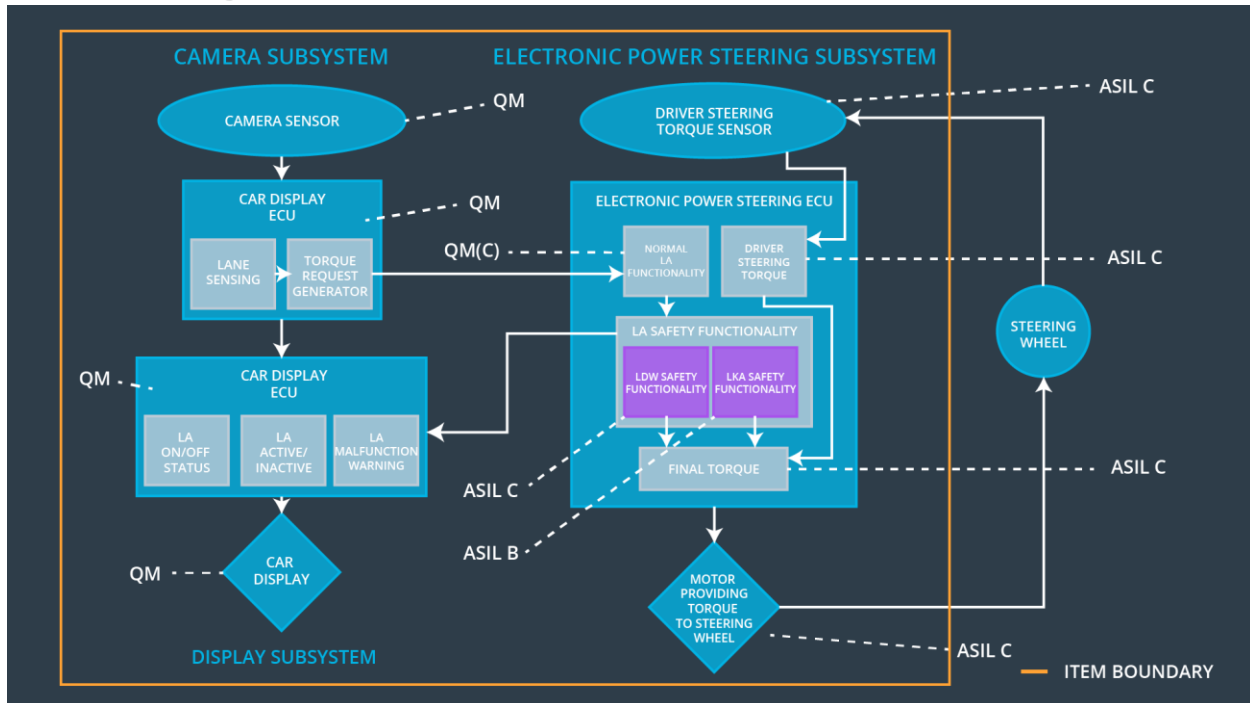 CAMERA SUBSYSTEM
ELECTRONIC POWER STEERING SUBSYSTEM
CAMERA SENSOR
QM
DRIVER STEERING
TORQUE SENSOR
ASIL C
CAR DISPLAY
ECU
QM
LANE
SENSING
TORQUE
REQUEST
GENERATOR
ELECTRONIC POWER STEERING ECU
QM(C)
NORMAL
LA
FUNCTIONALITY
DRIVER
STEERING
TORQUE
ASIL C
LA SAFETY FUNCTIONALITY
LDW SAFETY
FUNCTIONALITY
LKA SAFETY
FUNCTIONALITY
STEERING
WHEEL
QM
CAR DISPLAY
ECU
LA
ON/OFF
STATUS
LA
ACTIVE/
INACTIVE
LA
MALFUNCTION
WARNING
FINAL TORQUE
ASIL C
ASIL C
ASIL B
QM
CAR
DISPLAY
MOTOR
PROVIDING
TORQUE
TO STEERING
WHEEL
ASIL C
DISPLAY SUBSYSTEM
ITEM BOUNDARY